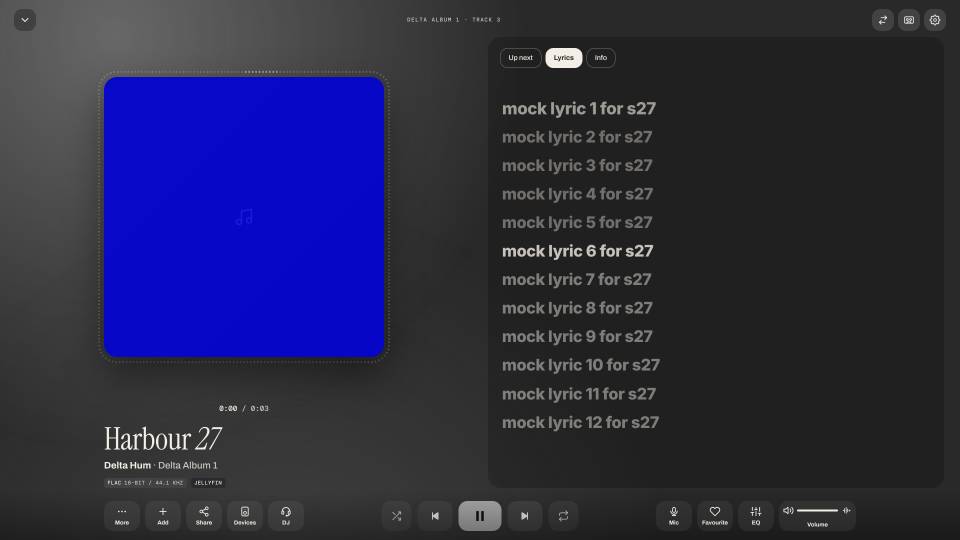 DELTA ALBUM 1 · TRACK 3
Up next
Lyrics
Info
mock lyric 1 for s27
mock lyric 2 for s27
mock lyric 3 for s27
mock lyric 4 for s27
mock lyric 5 for s27
mock lyric 6 for s27
mock lyric 7 for s27
mock lyric 8 for s27
mock lyric 9 for s27
mock lyric 10 for s27
mock lyric 11 for s27
mock lyric 12 for s27
0:00 / 0:03
Harbour 27
Delta Hum · Delta Album 1
FLAC 16-BIT / 44.1 KHZ
JELLYFIN
More
Add
Share
Devices
DJ
Mic
Favourite
EQ
Volume